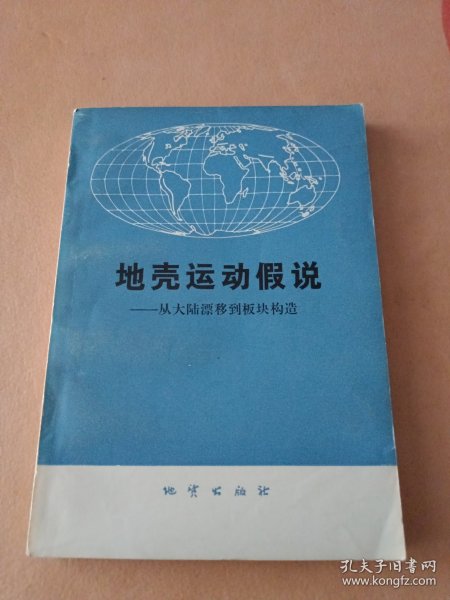 地壳运动假说
——从大陆漂移到板块构造
地质出版社
孔夫子旧书网
www.kongfz.com